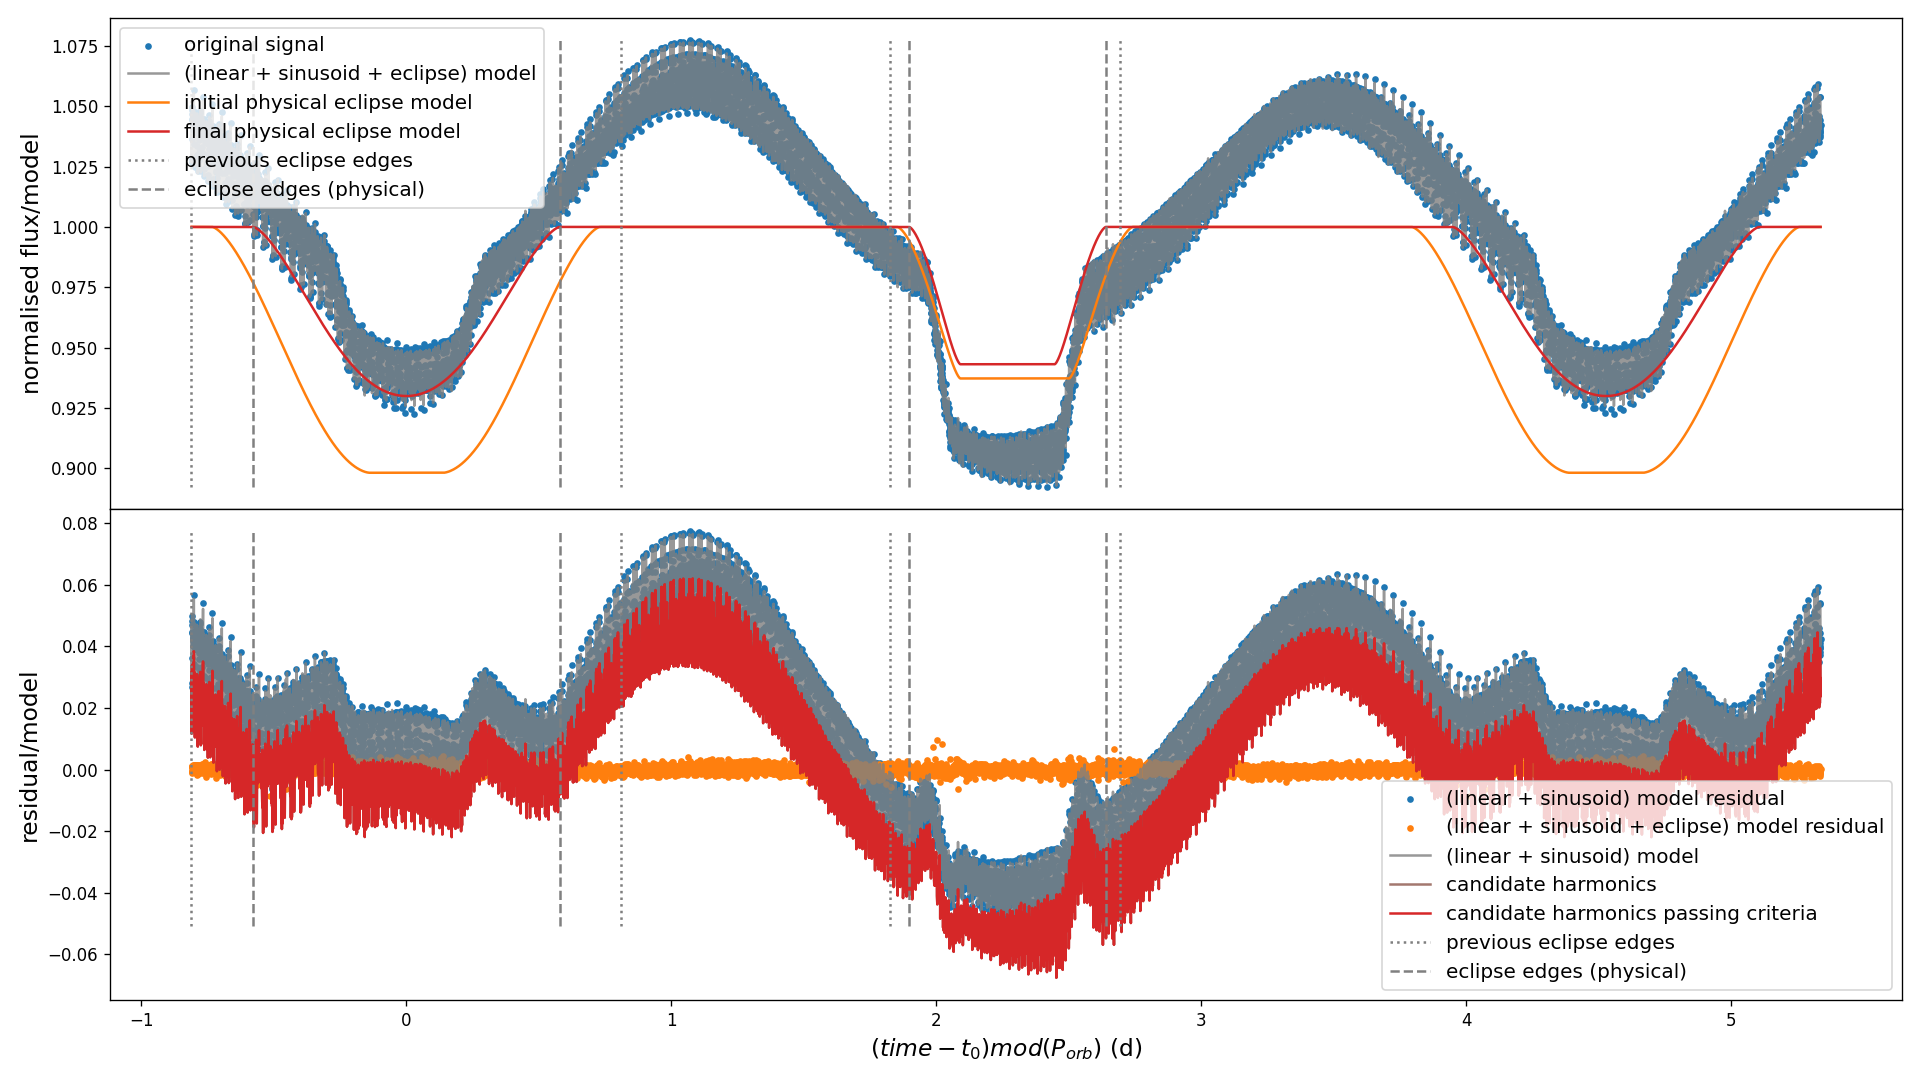 original signal
(linear + sinusoid + eclipse) model
initial physical eclipse model
final physical eclipse model
previous eclipse edges
eclipse edges (physical)
normalised flux/model
1.075
1.050
1.025
1.000
0.975
0.950
0.925
0.900
residual/model
0.08
0.06
0.04
0.02
0.00
−0.02
−0.04
−0.06
(linear + sinusoid) model residual
(linear + sinusoid + eclipse) model residual
(linear + sinusoid) model
candidate harmonics
candidate harmonics passing criteria
previous eclipse edges
eclipse edges (physical)
−1 0 1 2 3 4 5
(time − t₀)mod(P_orb) (d)